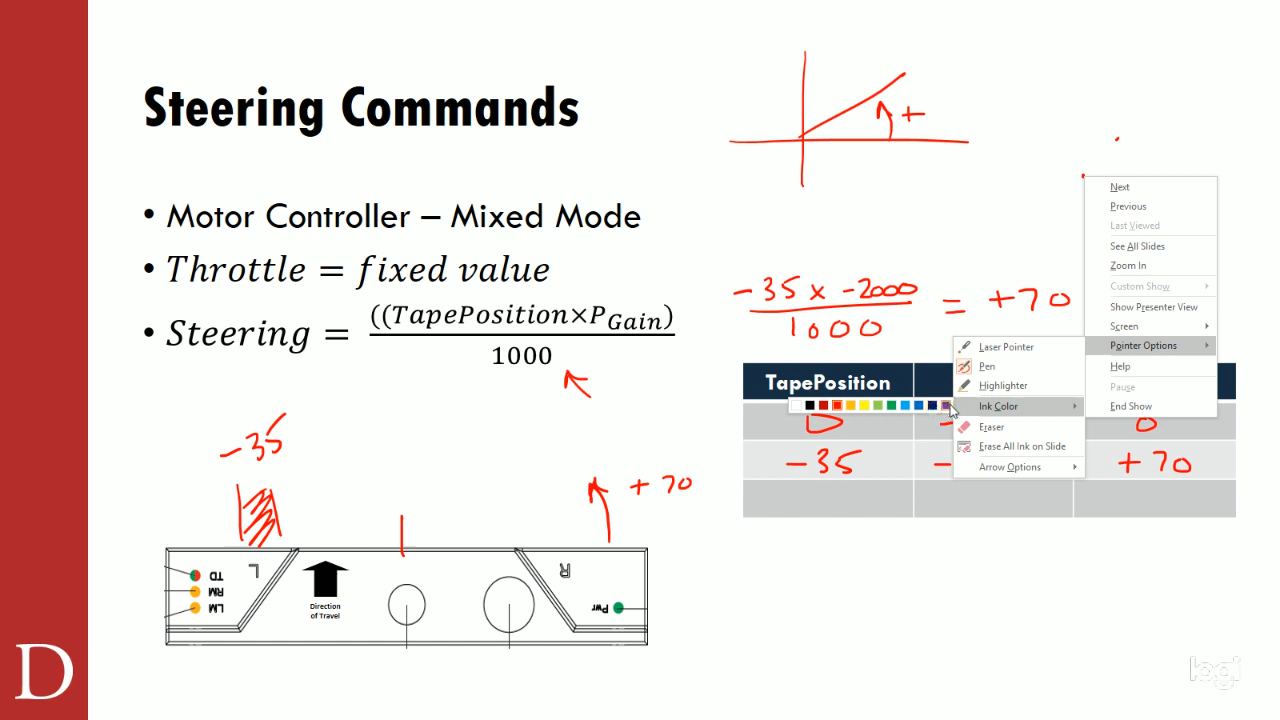 Steering Commands
• Motor Controller – Mixed Mode
• Throttle = fixed value
• Steering = ((TapePosition×P_Gain) / 1000
+
-35 x -2000 / 1000 = +70
TapePosition
0
-35 +70
-35
+70
L
TD
RM
LM
Direction
of Travel
R
Pwr
D
Next
Previous
Last Viewed
See All Slides
Zoom In
Custom Show
Show Presenter View
Screen
Pointer Options
Help
Pause
End Show
Laser Pointer
Pen
Highlighter
Ink Color
Eraser
Erase All Ink on Slide
Arrow Options
logi